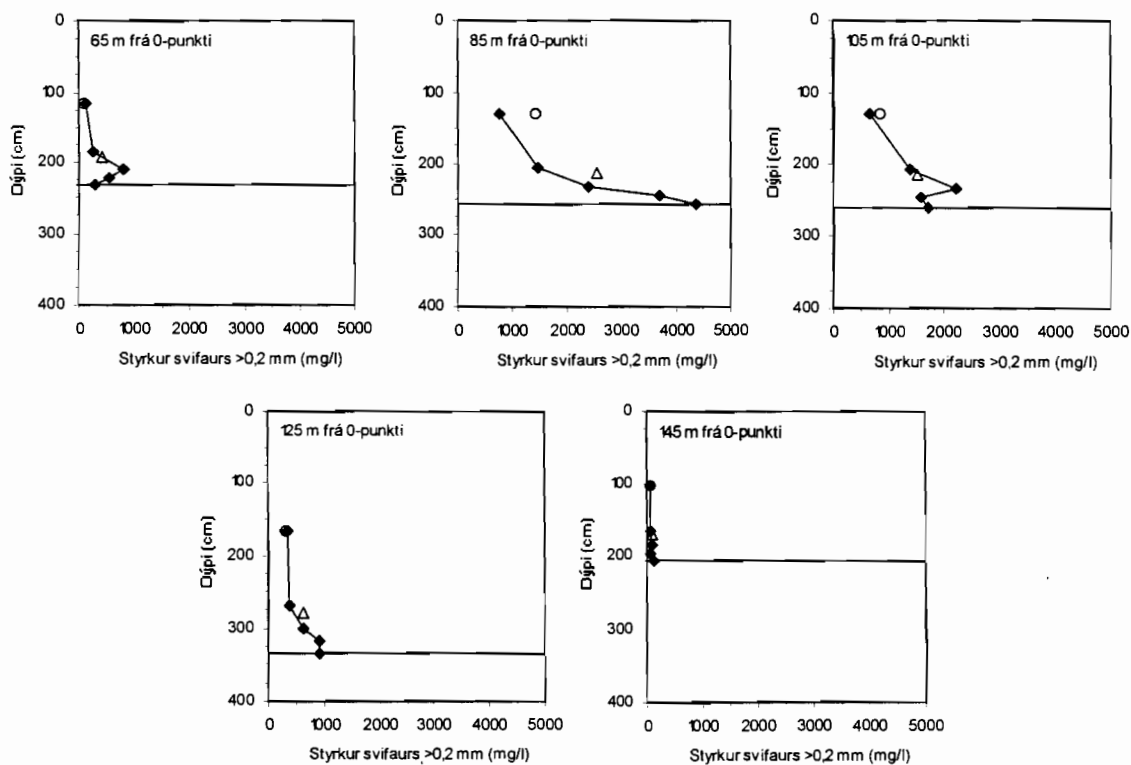 65 m frá 0-punkti
0
100
200
300
400
Dýpi (cm)
0 1000 2000 3000 4000 5000
Styrkur svifaurs >0,2 mm (mg/l)
85 m frá 0-punkti
0
100
200
300
400
Dýpi (cm)
0 1000 2000 3000 4000 5000
Styrkur svifaurs >0,2 mm (mg/l)
105 m frá 0-punkti
0
100
200
300
400
Dýpi (cm)
0 1000 2000 3000 4000 5000
Styrkur svifaurs >0,2 mm (mg/l)
125 m frá 0-punkti
0
100
200
300
400
Dýpi (cm)
0 1000 2000 3000 4000 5000
Styrkur svifaurs >0,2 mm (mg/l)
145 m frá 0-punkti
0
100
200
300
400
Dýpi (cm)
0 1000 2000 3000 4000 5000
Styrkur svifaurs >0,2 mm (mg/l)